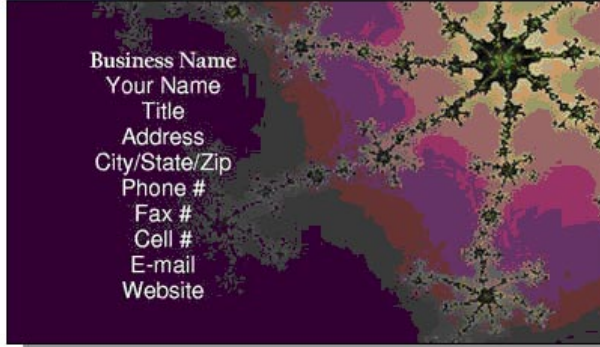 Business Name
Your Name
Title
Address
City/State/Zip
Phone #
Fax #
Cell #
E-mail
Website